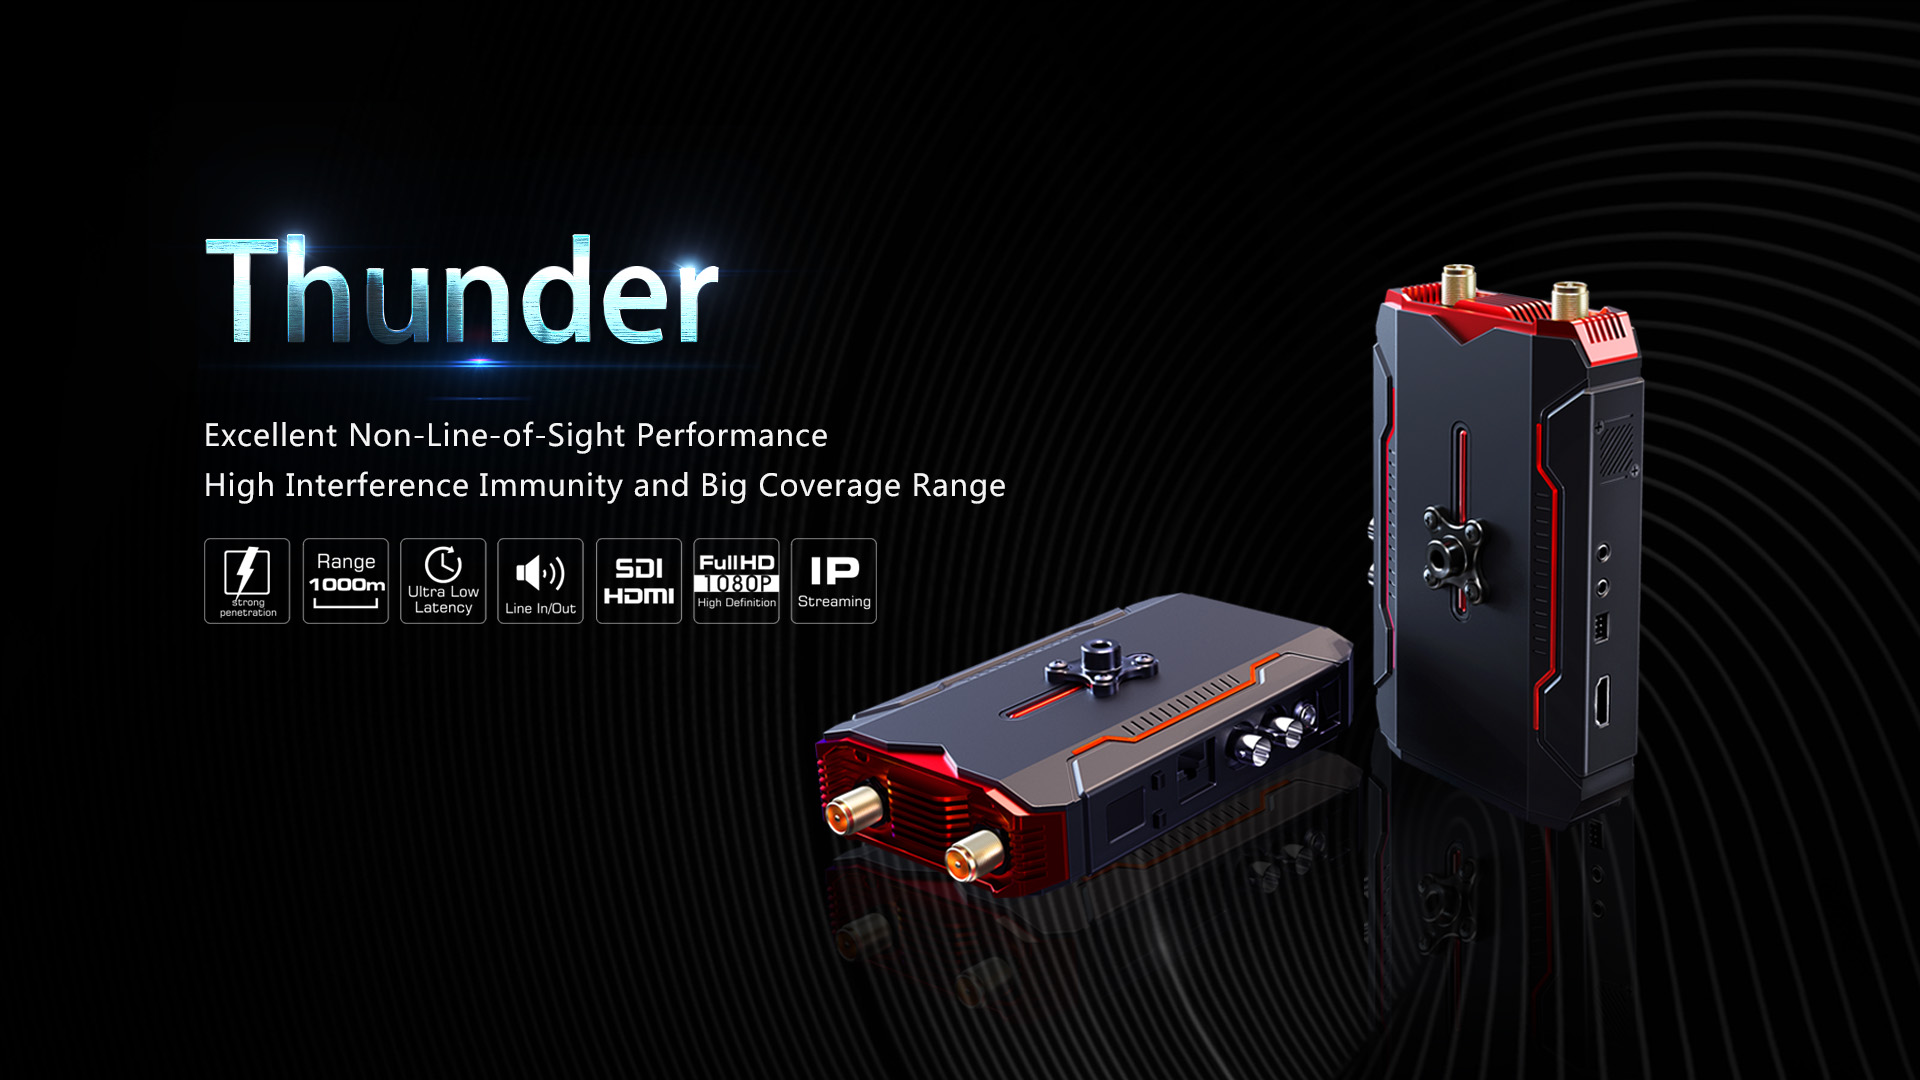 Thunder
Excellent Non-Line-of-Sight Performance
High Interference Immunity and Big Coverage Range
strong
penetration
Range
1000m
Ultra Low
Latency
Line In/Out
SDI
HDMI
FullHD
1080P
High Definition
IP
Streaming